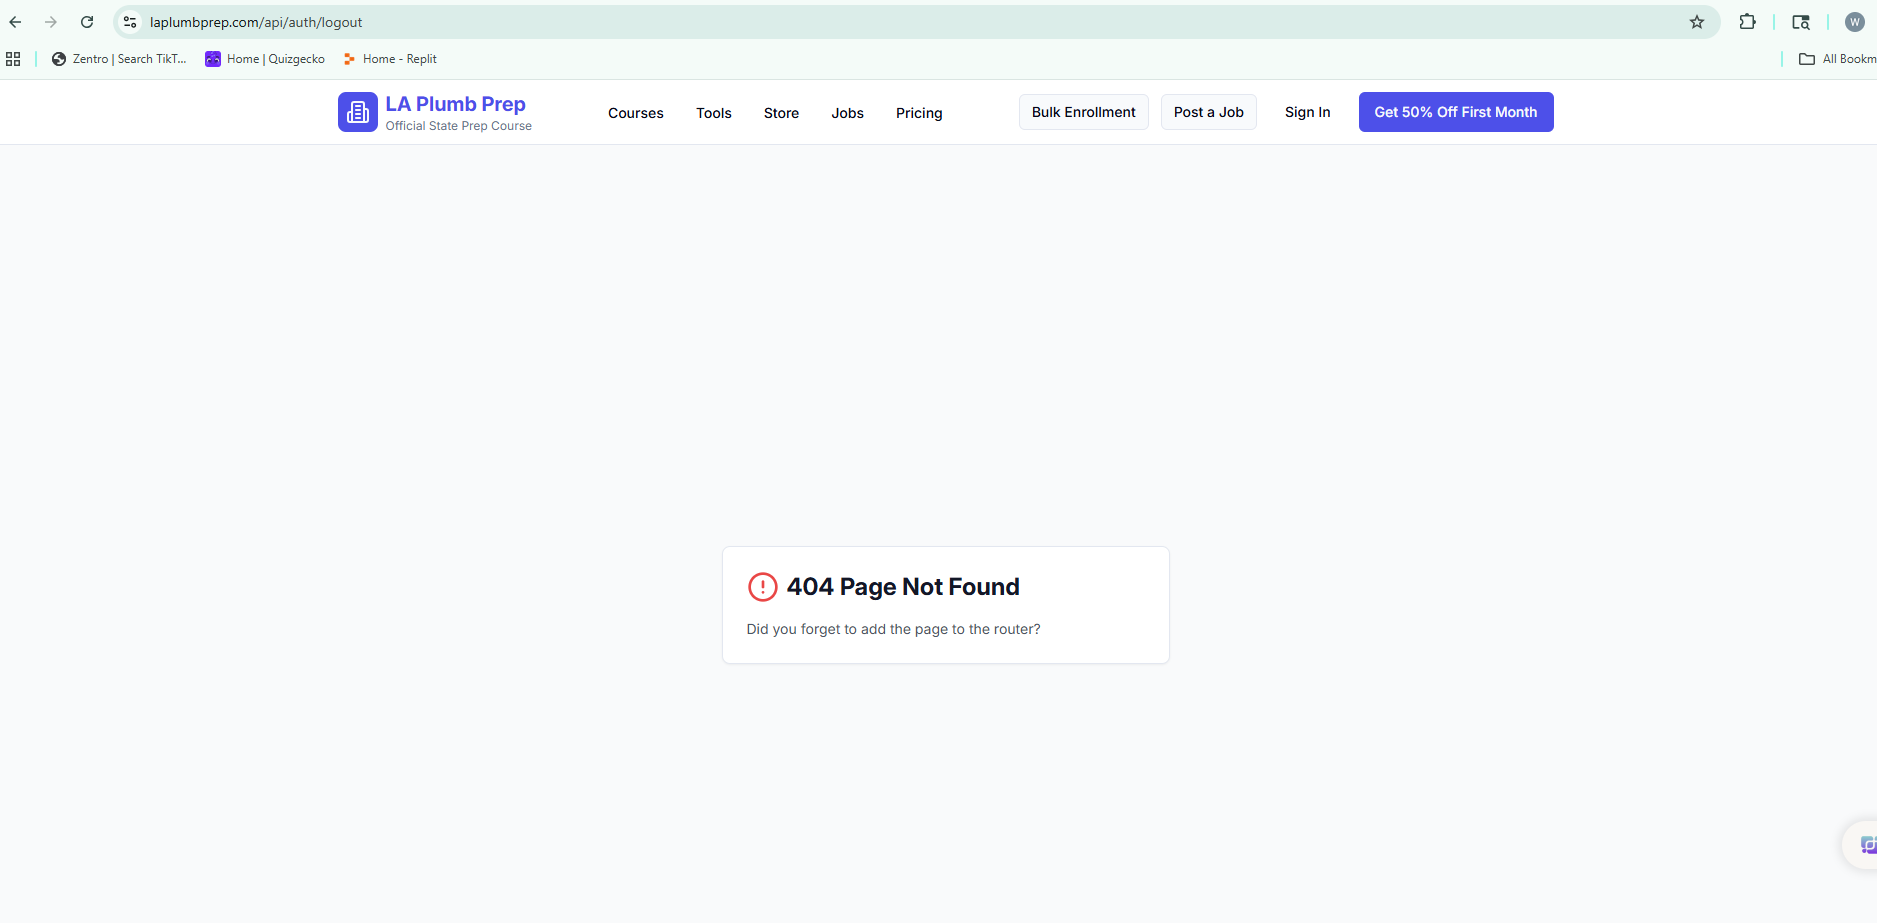 laplumbprep.com/api/auth/logout
W
Zentro | Search TikT...
Home | Quizgecko
Home - Replit
All Bookm
LA Plumb Prep
Official State Prep Course
Courses
Tools
Store
Jobs
Pricing
Bulk Enrollment
Post a Job
Sign In
Get 50% Off First Month
404 Page Not Found
Did you forget to add the page to the router?